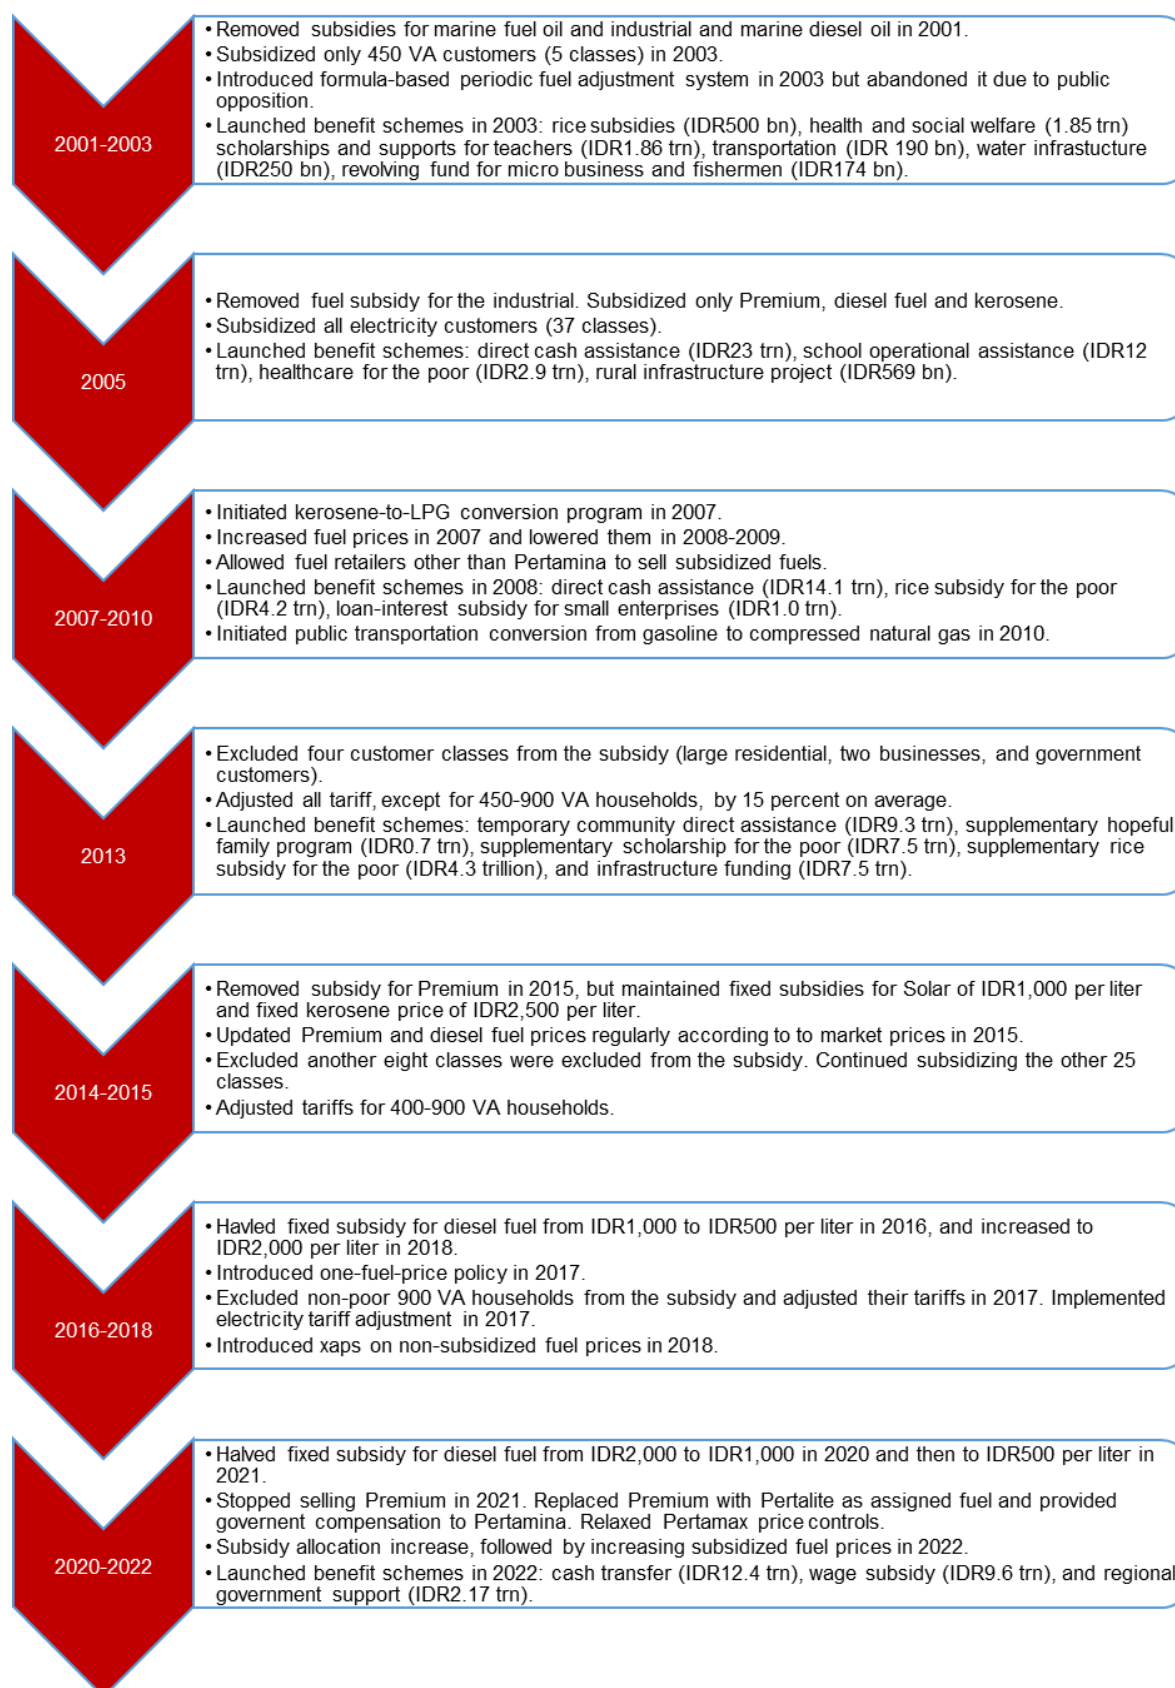 2001-2003
• Removed subsidies for marine fuel oil and industrial and marine diesel oil in 2001.
• Subsidized only 450 VA customers (5 classes) in 2003.
• Introduced formula-based periodic fuel adjustment system in 2003 but abandoned it due to public
opposition.
• Launched benefit schemes in 2003: rice subsidies (IDR500 bn), health and social welfare (1.85 trn)
scholarships and supports for teachers (IDR1.86 trn), transportation (IDR 190 bn), water infrastucture
(IDR250 bn), revolving fund for micro business and fishermen (IDR174 bn).
2005
• Removed fuel subsidy for the industrial. Subsidized only Premium, diesel fuel and kerosene.
• Subsidized all electricity customers (37 classes).
• Launched benefit schemes: direct cash assistance (IDR23 trn), school operational assistance (IDR12
trn), healthcare for the poor (IDR2.9 trn), rural infrastructure project (IDR569 bn).
2007-2010
• Initiated kerosene-to-LPG conversion program in 2007.
• Increased fuel prices in 2007 and lowered them in 2008-2009.
• Allowed fuel retailers other than Pertamina to sell subsidized fuels.
• Launched benefit schemes in 2008: direct cash assistance (IDR14.1 trn), rice subsidy for the poor
(IDR4.2 trn), loan-interest subsidy for small enterprises (IDR1.0 trn).
• Initiated public transportation conversion from gasoline to compressed natural gas in 2010.
2013
• Excluded four customer classes from the subsidy (large residential, two businesses, and government
customers).
• Adjusted all tariff, except for 450-900 VA households, by 15 percent on average.
• Launched benefit schemes: temporary community direct assistance (IDR9.3 trn), supplementary hopeful
family program (IDR0.7 trn), supplementary scholarship for the poor (IDR7.5 trn), supplementary rice
subsidy for the poor (IDR4.3 trillion), and infrastructure funding (IDR7.5 trn).
2014-2015
• Removed subsidy for Premium in 2015, but maintained fixed subsidies for Solar of IDR1,000 per liter
and fixed kerosene price of IDR2,500 per liter.
• Updated Premium and diesel fuel prices regularly according to to market prices in 2015.
• Excluded another eight classes were excluded from the subsidy. Continued subsidizing the other 25
classes.
• Adjusted tariffs for 400-900 VA households.
2016-2018
• Havled fixed subsidy for diesel fuel from IDR1,000 to IDR500 per liter in 2016, and increased to
IDR2,000 per liter in 2018.
• Introduced one-fuel-price policy in 2017.
• Excluded non-poor 900 VA households from the subsidy and adjusted their tariffs in 2017. Implemented
electricity tariff adjustment in 2017.
• Introduced xaps on non-subsidized fuel prices in 2018.
2020-2022
• Halved fixed subsidy for diesel fuel from IDR2,000 to IDR1,000 in 2020 and then to IDR500 per liter in
2021.
• Stopped selling Premium in 2021. Replaced Premium with Pertalite as assigned fuel and provided
governent compensation to Pertamina. Relaxed Pertamax price controls.
• Subsidy allocation increase, followed by increasing subsidized fuel prices in 2022.
• Launched benefit schemes in 2022: cash transfer (IDR12.4 trn), wage subsidy (IDR9.6 trn), and regional
government support (IDR2.17 trn).